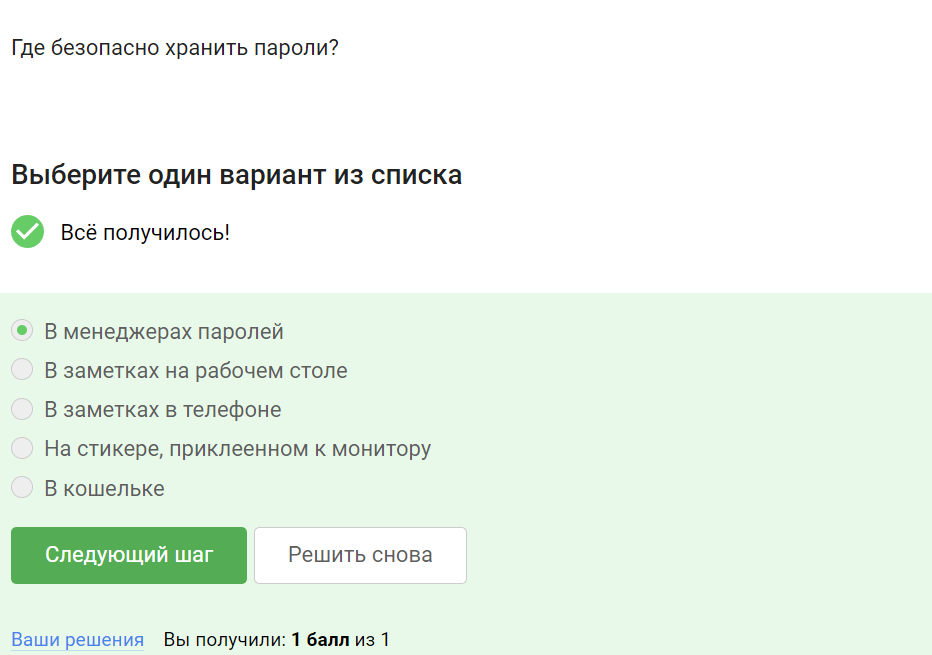 Где безопасно хранить пароли?
Выберите один вариант из списка
Всё получилось!
В менеджерах паролей
В заметках на рабочем столе
В заметках в телефоне
На стикере, приклеенном к монитору
В кошельке
Следующий шаг
Решить снова
Ваши решения Вы получили: 1 балл из 1